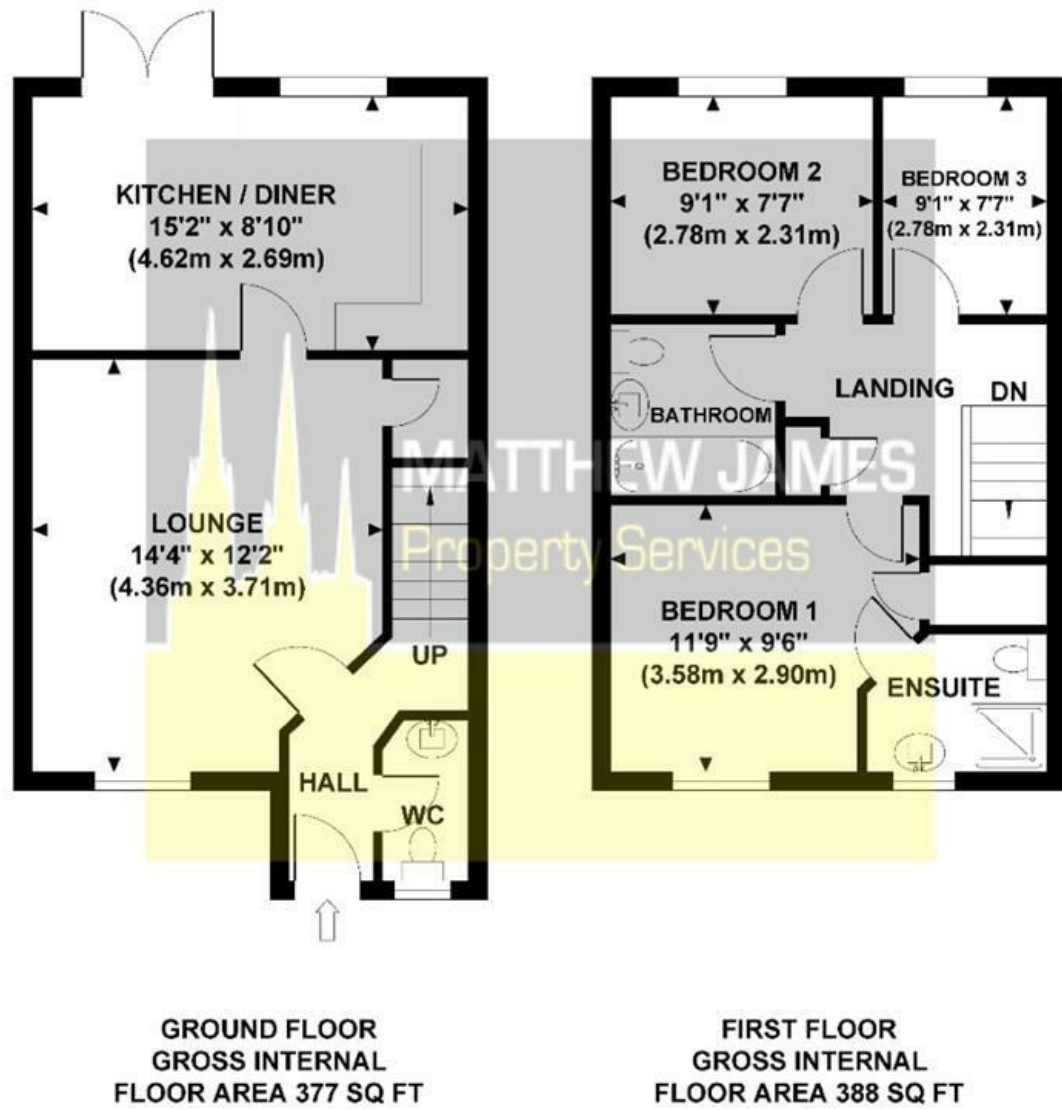 KITCHEN / DINER
15'2" x 8'10"
(4.62m x 2.69m)
LOUNGE
14'4" x 12'2"
(4.36m x 3.71m)
UP
HALL
WC
BEDROOM 2
9'1" x 7'7"
(2.78m x 2.31m)
BEDROOM 3
9'1" x 7'7"
(2.78m x 2.31m)
LANDING
DN
BATHROOM
BEDROOM 1
11'9" x 9'6"
(3.58m x 2.90m)
ENSUITE
MATTHEW JAMES
Property Services
GROUND FLOOR
GROSS INTERNAL
FLOOR AREA 377 SQ FT
FIRST FLOOR
GROSS INTERNAL
FLOOR AREA 388 SQ FT